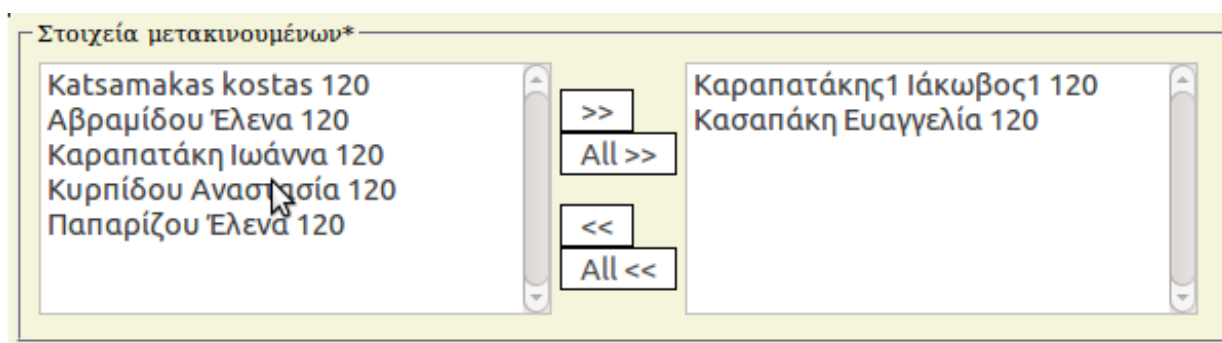 Στοιχεία μετακινουμένων*
Katsamakas kostas 120
Αβραμίδου Έλενα 120
Καραπατάκη Ιωάννα 120
Κυρπίδου Αναστασία 120
Παπαρίζου Έλενα 120
>>
All >>
<<
All <<
Καραπατάκης1 Ιάκωβος1 120
Κασαπάκη Ευαγγελία 120